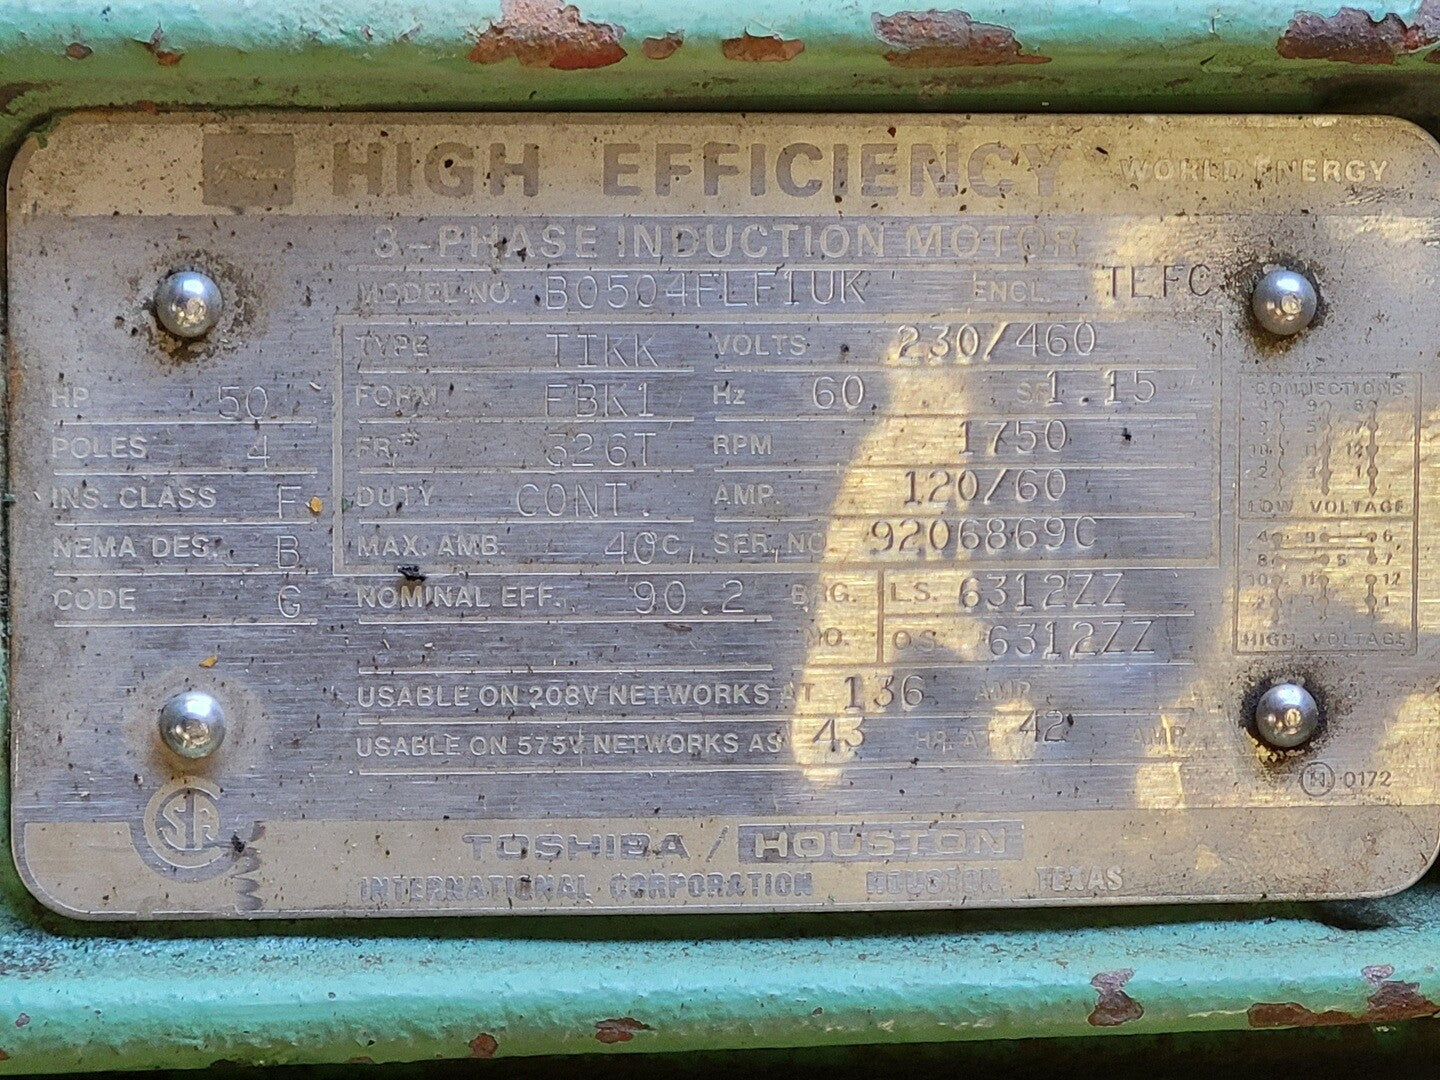 HIGH EFFICIENCY WORLD ENERGY
3-PHASE INDUCTION MOTOR
MODEL NO. B0504FLF1UK ENCL. TEFC
TYPE TIKK VOLTS 230/460
HP 50 FORM FBK1 Hz 60 SF 1.15
POLES 4 FR. 326T RPM 1750
INS. CLASS F DUTY CONT. AMP. 120/60
NEMA DES. B MAX. AMB. 40°C, SER. NO. 9206869C
CODE G NOMINAL EFF. 90.2 BRG. L.S. 6312ZZ
NO. O.S. 6312ZZ
USABLE ON 208V NETWORKS AT 136 AMP.
USABLE ON 575V NETWORKS AS 43 HP. AT 42 AMP.
CONNECTIONS
LOW VOLTAGE
HIGH VOLTAGE
0172
TOSHIBA / HOUSTON
INTERNATIONAL CORPORATION HOUSTON, TEXAS